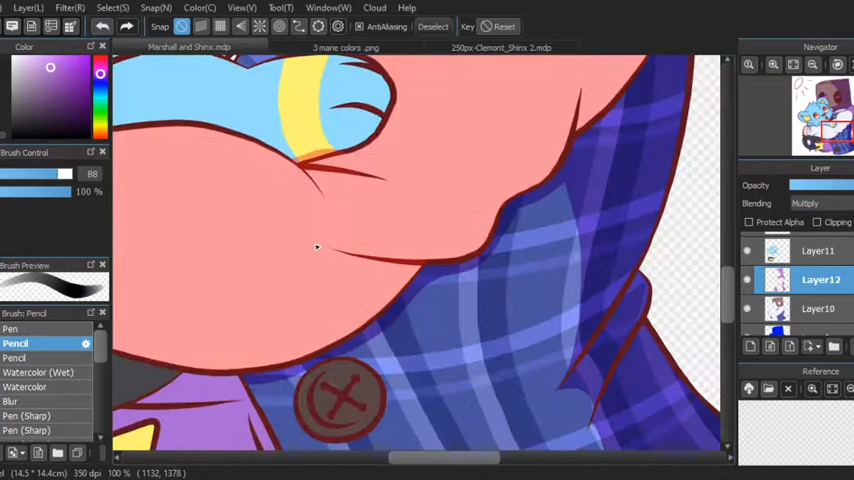 Layer(L) Filter(R) Select(S) Snap(N) Color(C) View(V) Tool(T) Window(W) Cloud Help
Snap AntiAliasing Deselect Key Reset
Color
Marshall and Shinx.mdp 3 mane colors .png 250px-Clemont_Shinx 2.mdp
Navigator
Brush Control
88
100 %
Layer
Opacity
Blending Multiply
Protect Alpha Clipping
Layer11
Layer12
Layer10
Brush Preview
Brush: Pencil
Pen
Pencil
Pencil
Watercolor (Wet)
Watercolor
Blur
Pen (Sharp)
Pen (Sharp)
Reference
(14.5 * 14.4cm) 350 dpi 100 % ( 1132, 1378 )